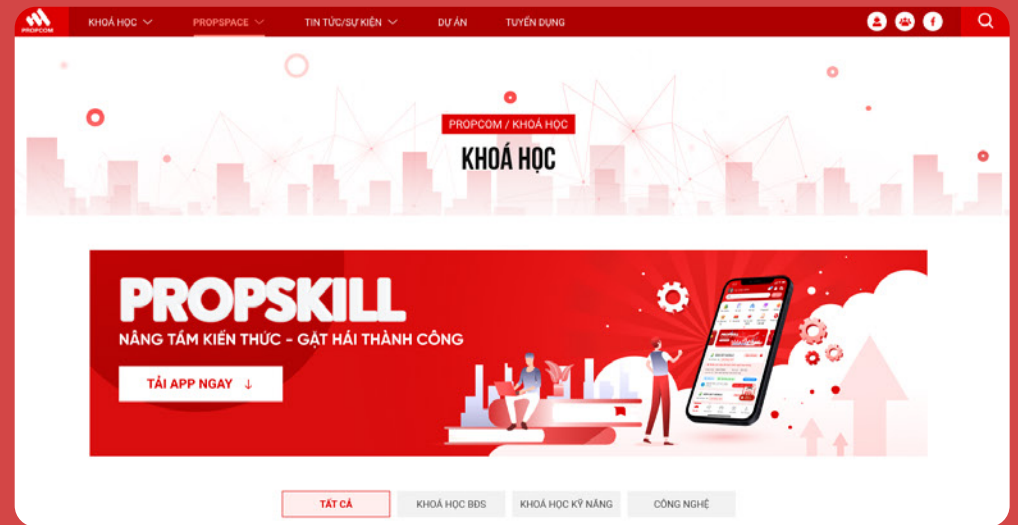 PROPCOM
KHOÁ HỌC
PROPSPACE
TIN TỨC/SỰ KIỆN
DỰ ÁN
TUYỂN DỤNG
PROPCOM / KHOÁ HỌC
KHOÁ HỌC
PROPSKILL
NÂNG TẦM KIẾN THỨC - GẶT HÁI THÀNH CÔNG
TẢI APP NGAY ↓
TẤT CẢ
KHOÁ HỌC BĐS
KHOÁ HỌC KỸ NĂNG
CÔNG NGHỆ